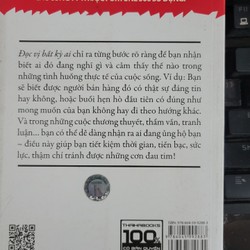 Đọc vị bất kỳ ai chỉ ra từng bước rõ ràng để bạn nhận
biết ai đó đang nghĩ gì và cảm thấy thế nào trong
những tình huống thực tế của cuộc sống. Ví dụ: Bạn
sẽ biết được người bán hàng đó có thật sự đáng tin
hay không, hoặc buổi hẹn hò đầu tiên có đúng như
mong muốn của bạn không hay đi theo hướng khác.
Và trong những cuộc thương thuyết, thẩm vấn, tranh
luận... bạn có thể dễ dàng nhận ra ai đang ủng hộ bạn –
điều này giúp bạn tiết kiệm thời gian, tiền bạc, sức
lực, thậm chí tránh được những cơn đau tim!
THAIHABOOKS
100%
CÓ BẢN QUYỀN